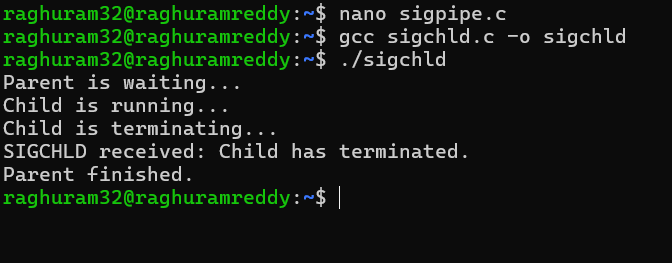 raghuram32@raghuramreddy:~$ nano sigpipe.c
raghuram32@raghuramreddy:~$ gcc sigchld.c -o sigchld
raghuram32@raghuramreddy:~$ ./sigchld
Parent is waiting...
Child is running...
Child is terminating...
SIGCHLD received: Child has terminated.
Parent finished.
raghuram32@raghuramreddy:~$